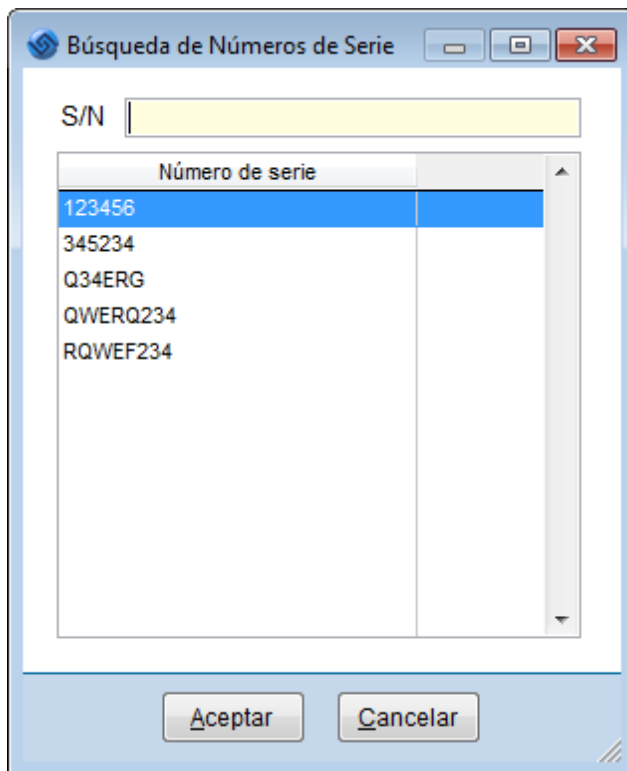 Búsqueda de Números de Serie
S/N
Número de serie
123456
345234
Q34ERG
QWERQ234
RQWEF234
Aceptar Cancelar